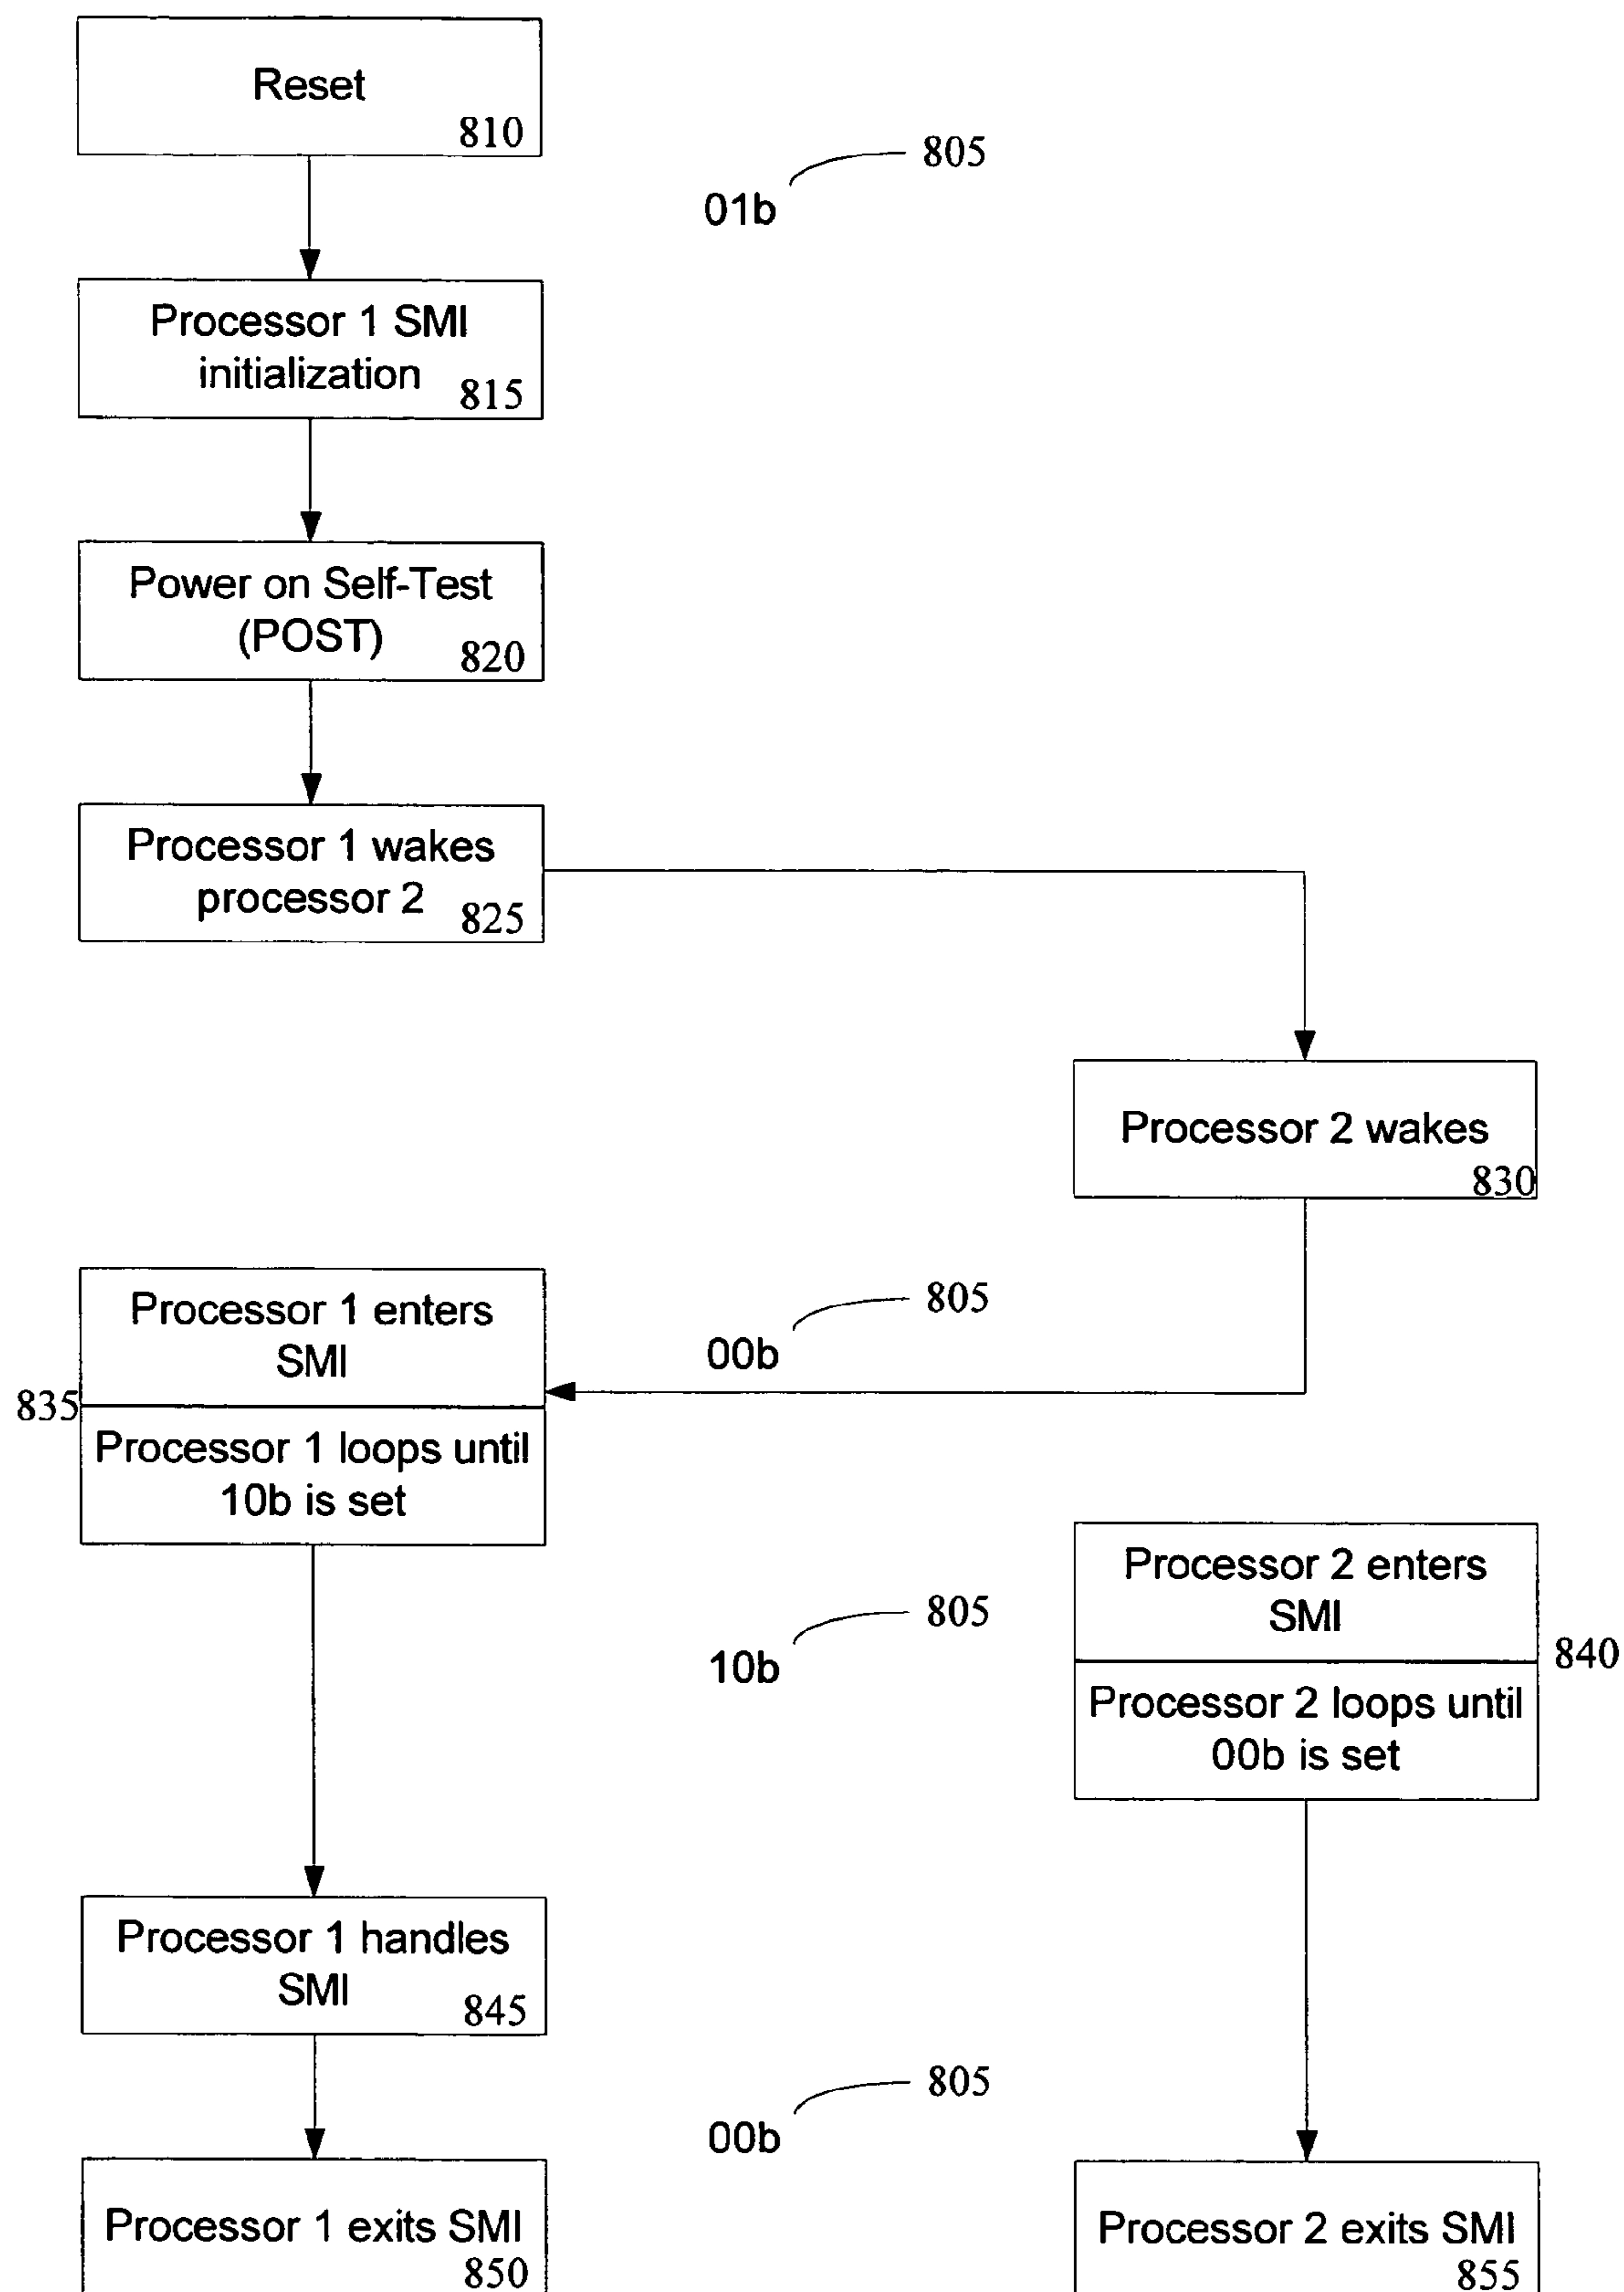 Reset
810
805
01b
Processor 1 SMI
initialization
815
Power on Self-Test
(POST)
820
Processor 1 wakes
processor 2
825
Processor 2 wakes
830
Processor 1 enters
SMI
805
00b
835
Processor 1 loops until
10b is set
Processor 2 enters
SMI
805
10b
840
Processor 2 loops until
00b is set
Processor 1 handles
SMI
845
805
00b
Processor 1 exits SMI
850
Processor 2 exits SMI
855